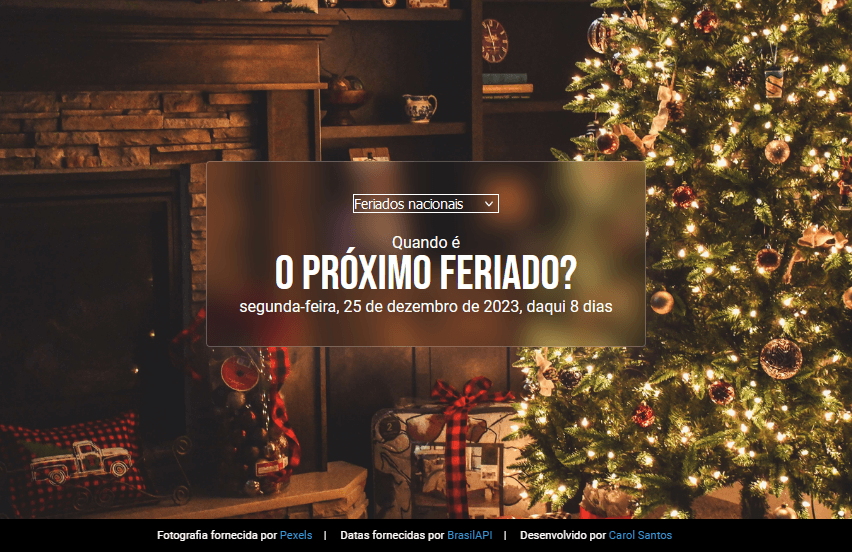 Feriados nacionais
Quando é
O PRÓXIMO FERIADO?
segunda-feira, 25 de dezembro de 2023, daqui 8 dias
Fotografia fornecida por Pexels | Datas fornecidas por BrasilAPI | Desenvolvido por Carol Santos